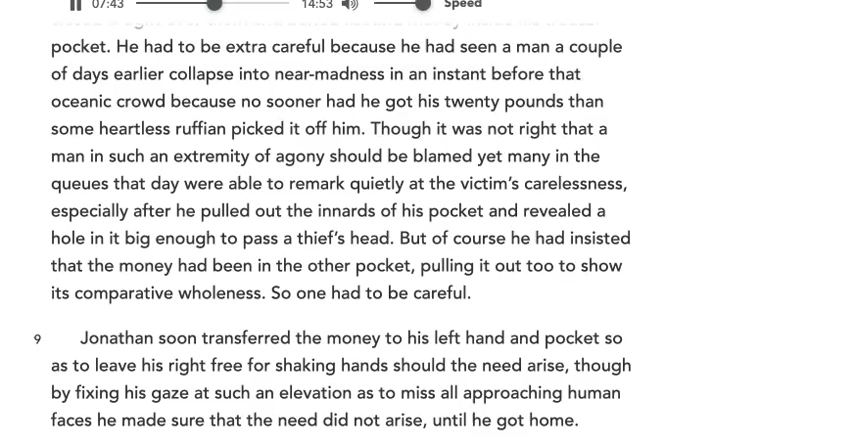 07:43 14:53 Speed
pocket. He had to be extra careful because he had seen a man a couple
of days earlier collapse into near-madness in an instant before that
oceanic crowd because no sooner had he got his twenty pounds than
some heartless ruffian picked it off him. Though it was not right that a
man in such an extremity of agony should be blamed yet many in the
queues that day were able to remark quietly at the victim’s carelessness,
especially after he pulled out the innards of his pocket and revealed a
hole in it big enough to pass a thief’s head. But of course he had insisted
that the money had been in the other pocket, pulling it out too to show
its comparative wholeness. So one had to be careful.
9 Jonathan soon transferred the money to his left hand and pocket so
as to leave his right free for shaking hands should the need arise, though
by fixing his gaze at such an elevation as to miss all approaching human
faces he made sure that the need did not arise, until he got home.